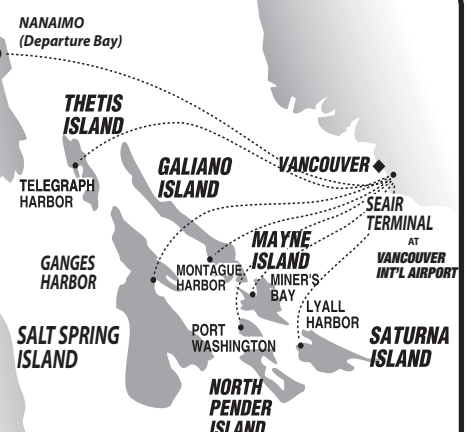 NANAIMO
(Departure Bay)
THETIS
ISLAND
TELEGRAPH
HARBOR
GALIANO
ISLAND
VANCOUVER
SEAIR
TERMINAL
AT
VANCOUVER
INT'L AIRPORT
GANGES
HARBOR
MONTAGUE
HARBOR
MAYNE
ISLAND
MINER'S
BAY
LYALL
HARBOR
SALT SPRING
ISLAND
PORT
WASHINGTON
SATURNA
ISLAND
NORTH
PENDER
ISLAND